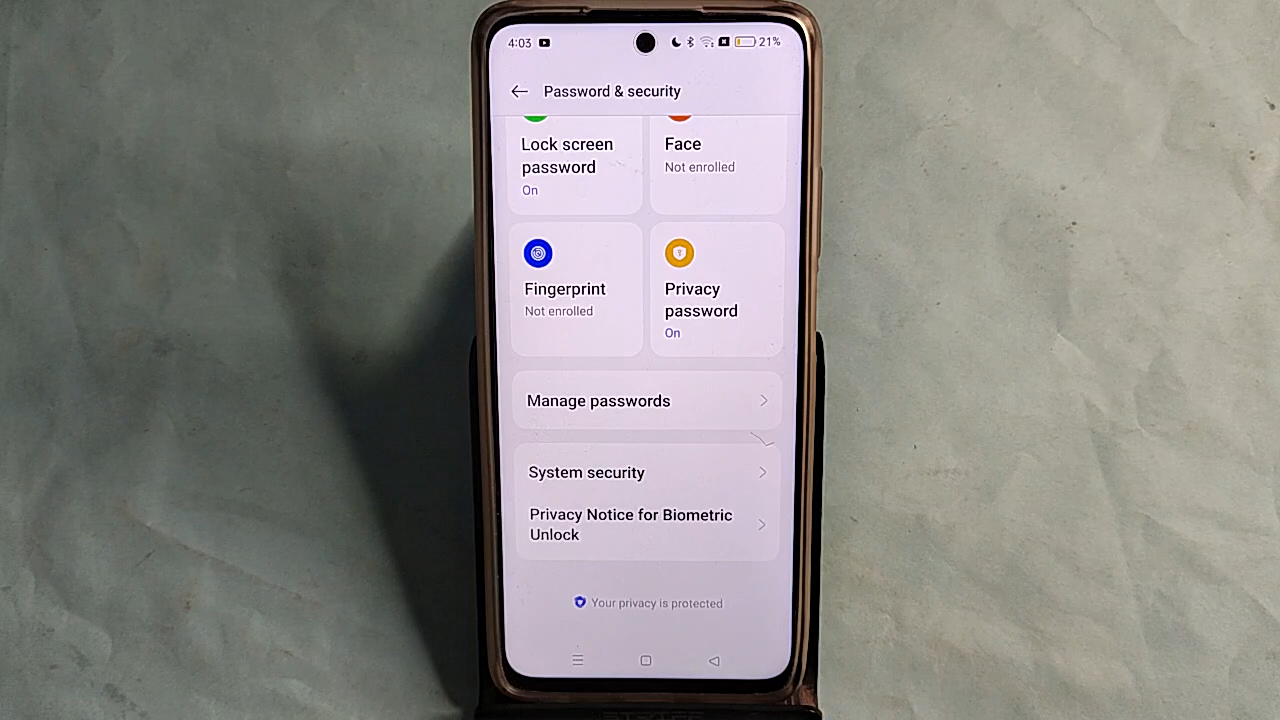 4:03
21%
Password & security
Lock screen
password
On
Face
Not enrolled
Fingerprint
Not enrolled
Privacy
password
On
Manage passwords
System security
Privacy Notice for Biometric
Unlock
Your privacy is protected